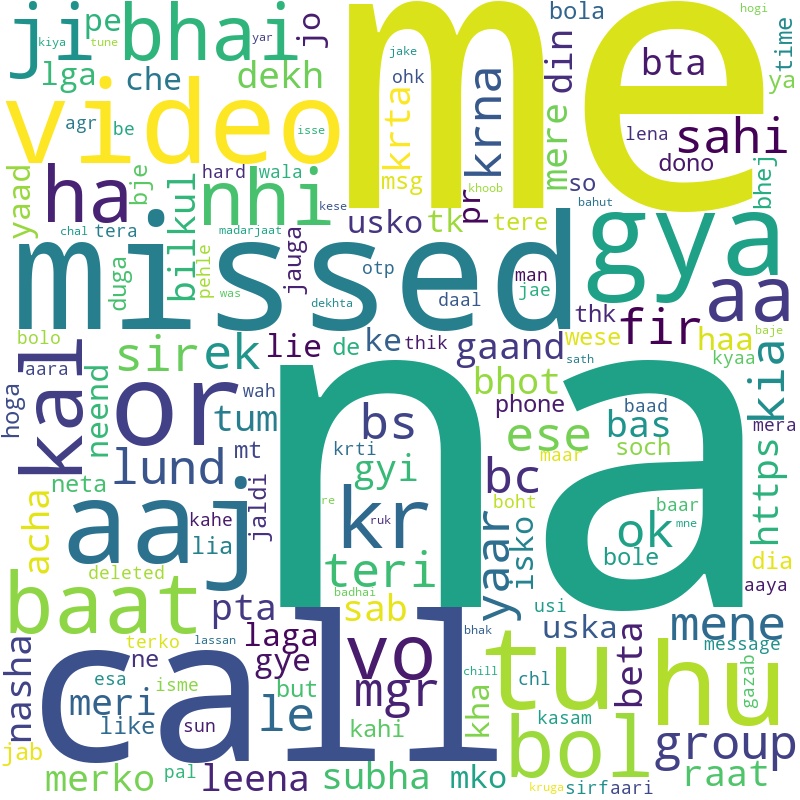 ji pe bhai jo me bola hogi
kiya tune yar jake time
lga che dekh ohk krna din bta ya
video agr be isse krta msg mere lena sahi dono
yaad ha bje hard wala nhi kese khoob pr so bhej
chal tera bilkul madarjaat usko tk tere bahut
missed gya
duga pehle was jauga otp dekhta daal man jae aa
bolo thk fir haa baje
kal aara sir ek lie de ke thik gaand wese sath kyaa kia
hoga neend or wah tum bs na bhot phone baad bas mera
acha neta lund mt krti gyi ese maar soch https
aaj jaldi kahe lia kr re ruk bc boht yaar isko ok baar mne bole dia
deleted teri aaya
baat pta badhai sab usi uska mene
call terko lassan laga vo bhak tu beta hu message
nasha ne gye mgr chill chl gazab
esa isme meri like sun but le kahi kha bol kasam group
jab merko pal leena subha mko kruga sirf aari raat